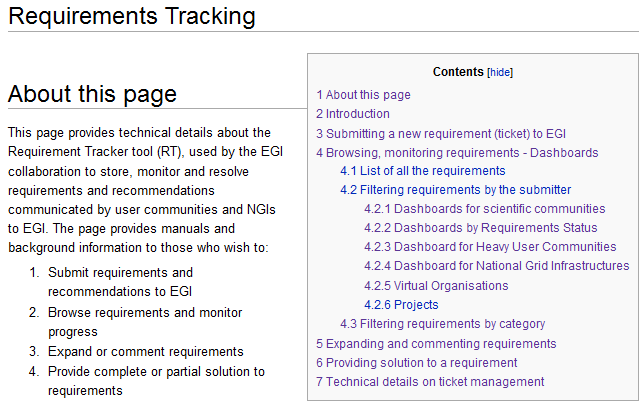 Requirements Tracking
About this page
This page provides technical details about the
Requirement Tracker tool (RT), used by the EGI
collaboration to store, monitor and resolve
requirements and recommendations
communicated by user communities and NGIs
to EGI. The page provides manuals and
background information to those who wish to:
1. Submit requirements and
recommendations to EGI
2. Browse requirements and monitor
progress
3. Expand or comment requirements
4. Provide complete or partial solution to
requirements
Contents [hide]
1 About this page
2 Introduction
3 Submitting a new requirement (ticket) to EGI
4 Browsing, monitoring requirements - Dashboards
4.1 List of all the requirements
4.2 Filtering requirements by the submitter
4.2.1 Dashboards for scientific communities
4.2.2 Dashboards by Requirements Status
4.2.3 Dashboard for Heavy User Communities
4.2.4 Dashboard for National Grid Infrastructures
4.2.5 Virtual Organisations
4.2.6 Projects
4.3 Filtering requirements by category
5 Expanding and commenting requirements
6 Providing solution to a requirement
7 Technical details on ticket management